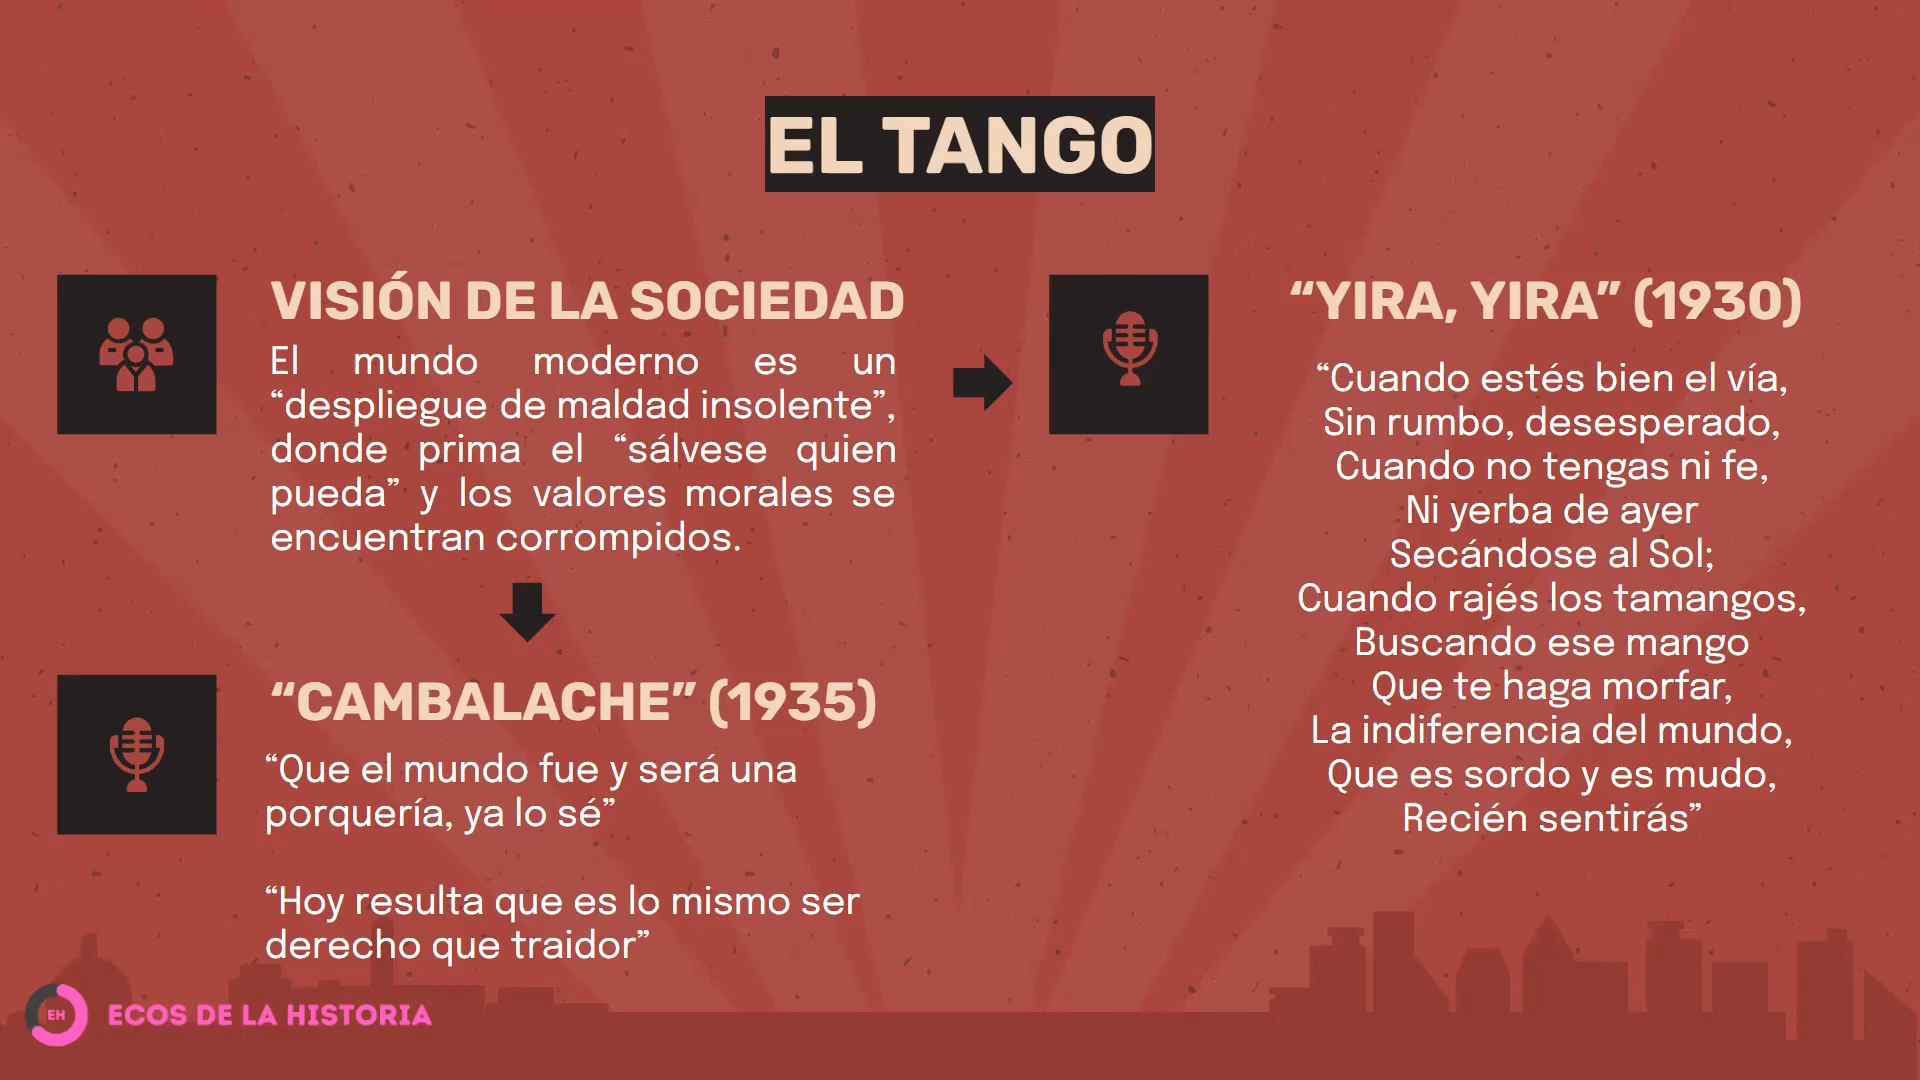 EL TANGO
VISIÓN DE LA SOCIEDAD
El mundo moderno es un
“despliegue de maldad insolente”,
donde prima el “sálvese quien
pueda” y los valores morales se
encuentran corrompidos.
“CAMBALACHE” (1935)
“Que el mundo fue y será una
porquería, ya lo sé”
“Hoy resulta que es lo mismo ser
derecho que traidor”
“YIRA, YIRA” (1930)
“Cuando estés bien el vía,
Sin rumbo, desesperado,
Cuando no tengas ni fe,
Ni yerba de ayer
Secándose al Sol;
Cuando rajés los tamangos,
Buscando ese mango
Que te haga morfar,
La indiferencia del mundo,
Que es sordo y es mudo,
Recién sentirás”
EH
ECOS DE LA HISTORIA